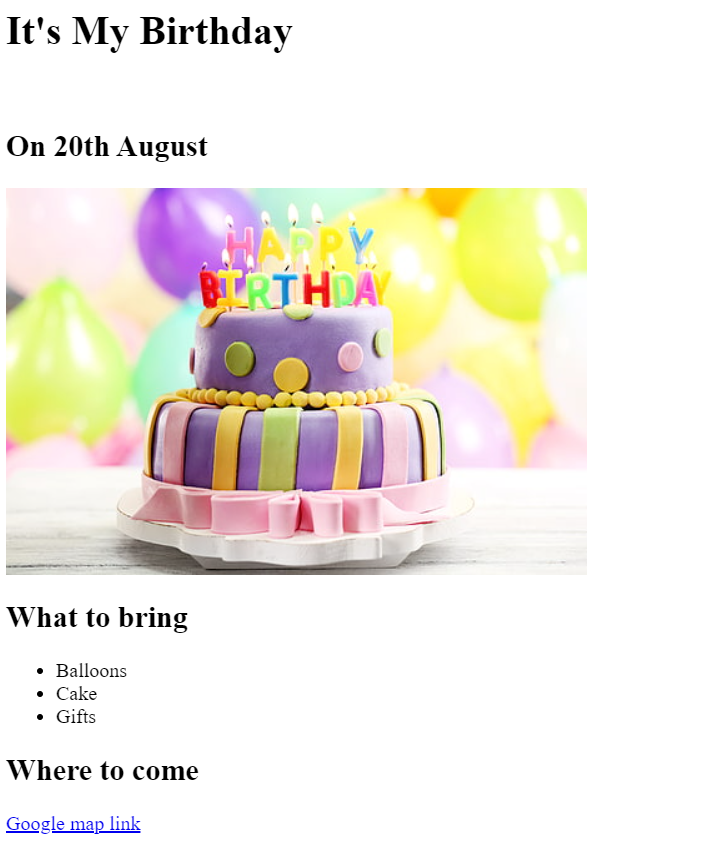 It's My Birthday
On 20th August
HAPPY
BIRTHDAY
What to bring
Balloons
Cake
Gifts
Where to come
Google map link